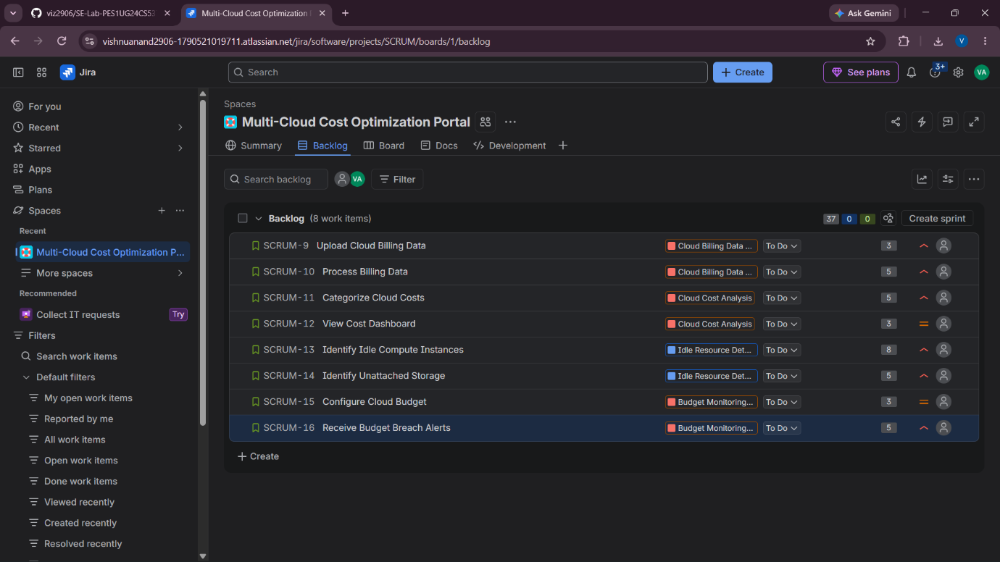 viz2906/SE-Lab-PES1UG24CS53
Multi-Cloud Cost Optimization
Ask Gemini
vishnuanand2906-1790521019711.atlassian.net/jira/software/projects/SCRUM/boards/1/backlog
V
Jira
Search
Create
See plans
3+
VA
For you
Recent
Starred
Apps
Plans
Spaces
Recent
Multi-Cloud Cost Optimization P...
More spaces
Recommended
Collect IT requests
Try
Filters
Search work items
Default filters
My open work items
Reported by me
All work items
Open work items
Done work items
Viewed recently
Created recently
Resolved recently
Spaces
Multi-Cloud Cost Optimization Portal
Summary Backlog Board Docs Development
Search backlog
VA
Filter
Backlog (8 work items)
37 0 0
Create sprint
SCRUM-9 Upload Cloud Billing Data Cloud Billing Data ... To Do 3
SCRUM-10 Process Billing Data Cloud Billing Data ... To Do 5
SCRUM-11 Categorize Cloud Costs Cloud Cost Analysis To Do 5
SCRUM-12 View Cost Dashboard Cloud Cost Analysis To Do 3
SCRUM-13 Identify Idle Compute Instances Idle Resource Det... To Do 8
SCRUM-14 Identify Unattached Storage Idle Resource Det... To Do 5
SCRUM-15 Configure Cloud Budget Budget Monitoring... To Do 3
SCRUM-16 Receive Budget Breach Alerts Budget Monitoring... To Do 5
Create